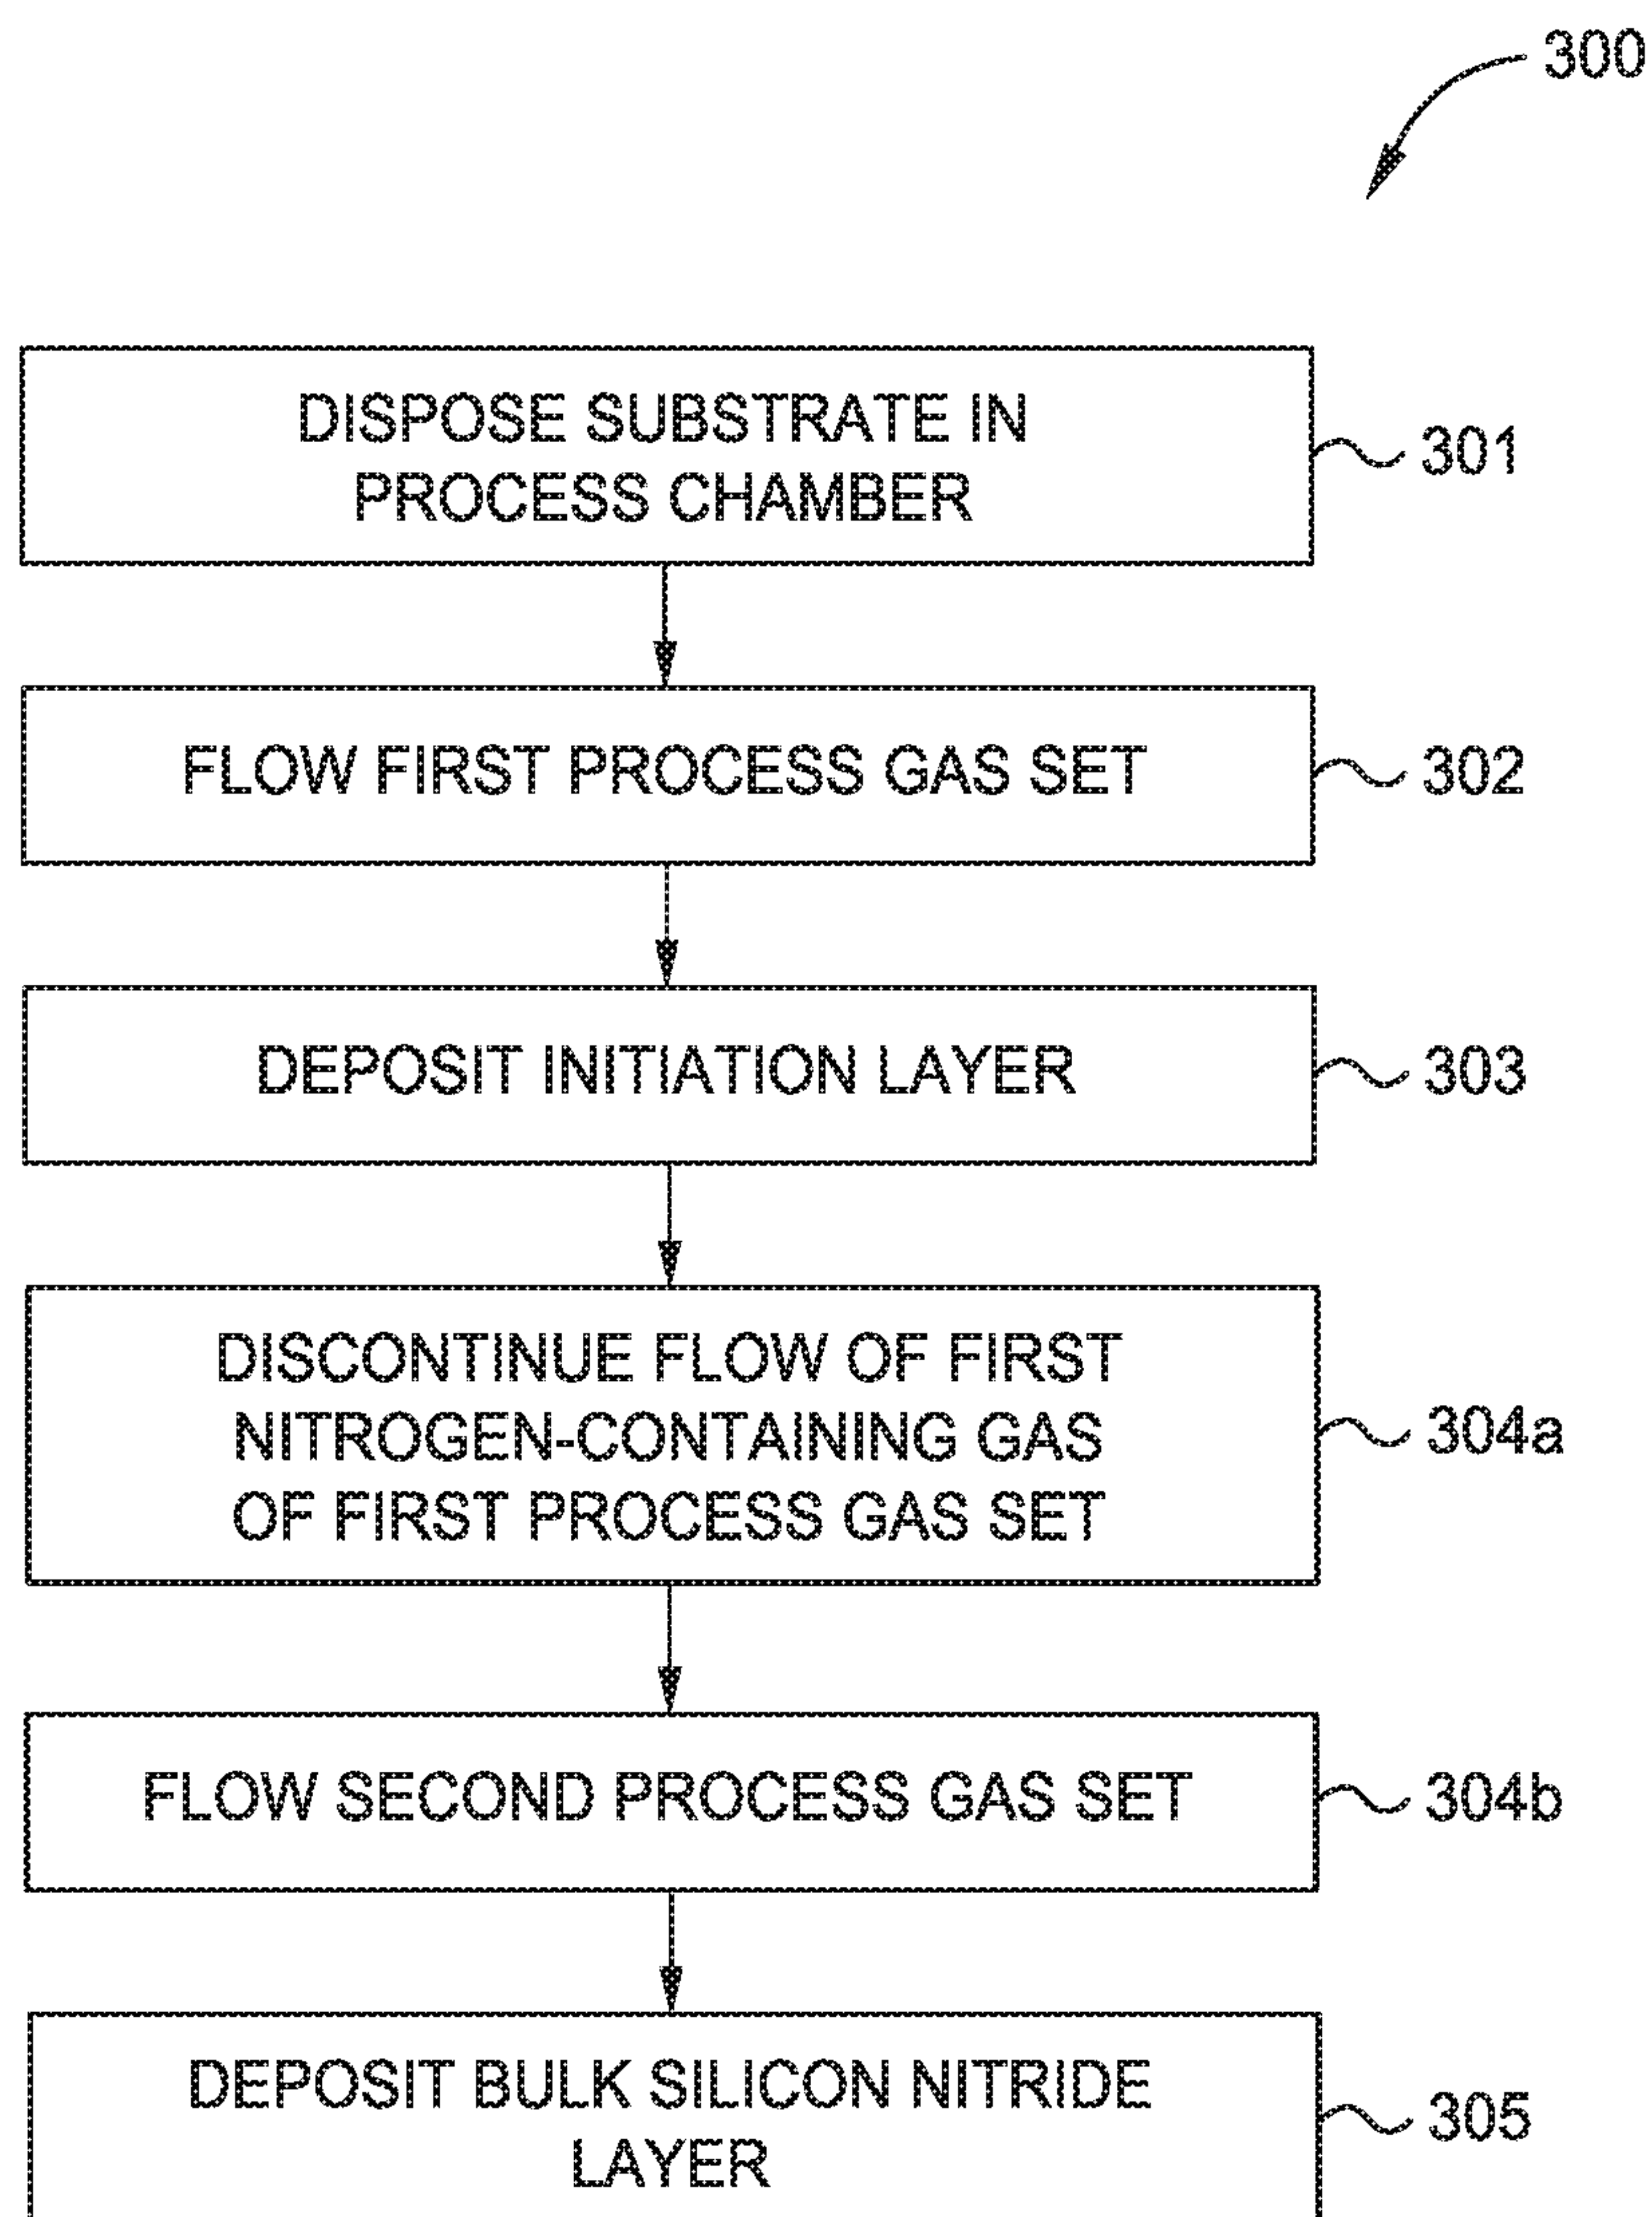 300
DISPOSE SUBSTRATE IN
PROCESS CHAMBER
301
FLOW FIRST PROCESS GAS SET
302
DEPOSIT INITIATION LAYER
303
DISCONTINUE FLOW OF FIRST
NITROGEN-CONTAINING GAS
OF FIRST PROCESS GAS SET
304a
FLOW SECOND PROCESS GAS SET
304b
DEPOSIT BULK SILICON NITRIDE
LAYER
305